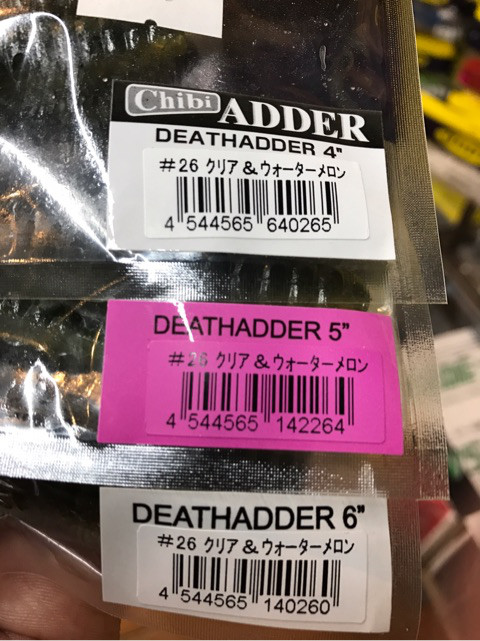 Chibi ADDER
DEATHADDER 4"
#26 クリア&ウォーターメロン
4 544565 640265
DEATHADDER 5"
#26 クリア&ウォーターメロン
4 544565 142264
DEATHADDER 6"
#26 クリア&ウォーターメロン
4 544565 140260